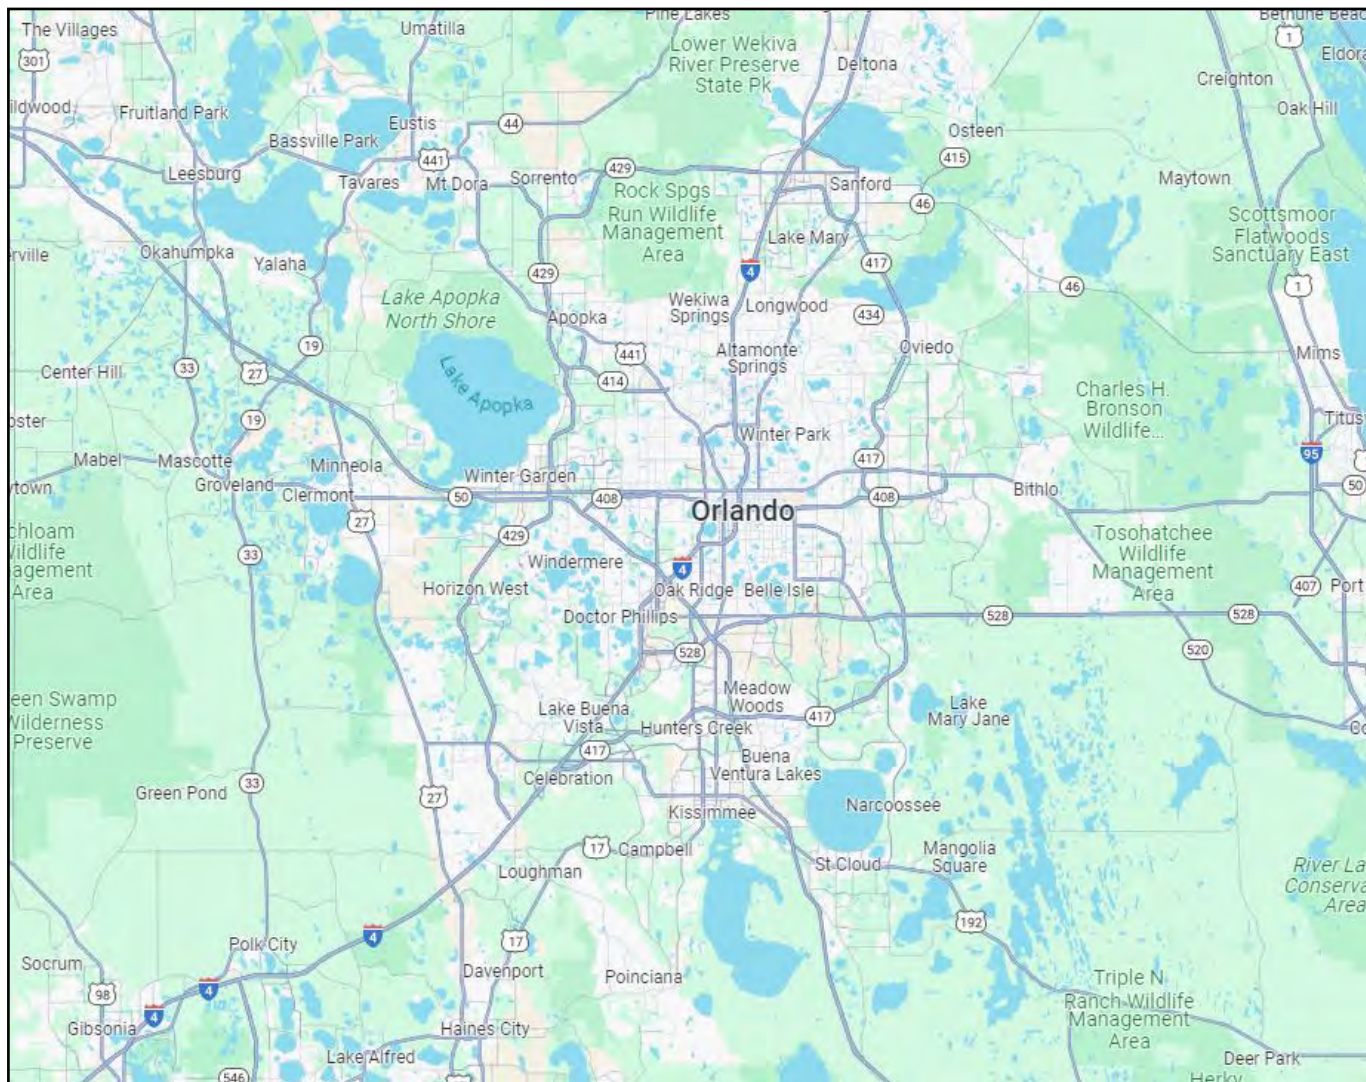 The Villages
Umatilla
Pine Lakes
Bethune Beac
1
301
Lower Wekiva
River Preserve
State Pk
Deltona
Eldora
Creighton
Oak Hill
ildwood
Fruitland Park
Eustis
44
Bassville Park
Osteen
441
415
Leesburg
Tavares
Mt Dora
Sorrento
429
Sanford
Maytown
Rock Spgs
Run Wildlife
Management
Area
46
Scottsmoor
Flatwoods
Sanctuary East
Lake Mary
erville
Okahumpka
Yalaha
429
4
417
46
1
Lake Apopka
North Shore
Wekiwa
Springs
Longwood
434
Apopka
19
441
Altamonte
Springs
Oviedo
Mims
Center Hill
33
27
414
Lake Apopka
Charles H.
Bronson
Wildlife...
oster
19
Winter Park
Titus
Mabel
Mascotte
Minneola
417
95
ytown
Groveland
Clermont
Winter Garden
50
408
408
Bithlo
50
Orlando
27
chloam
ildlife
agement
Area
33
429
Windermere
4
Tosohatchee
Wildlife
Management
Area
Horizon West
Oak Ridge
Belle Isle
407
Port
Doctor Phillips
528
528
528
520
een Swamp
Wilderness
Preserve
Meadow
Woods
Lake Buena
Vista
417
Lake
Mary Jane
Hunters Creek
Co
417
Buena
Ventura Lakes
Celebration
Green Pond
33
27
Narcoossee
Kissimmee
17
Campbell
Mangolia
Square
St Cloud
Loughman
River La
Conserva
Area
192
4
17
Polk City
Socrum
Davenport
Poinciana
Triple N
Ranch Wildlife
Management
Area
98
4
4
Gibsonia
Haines City
Lake Alfred
Deer Park
546
Herky